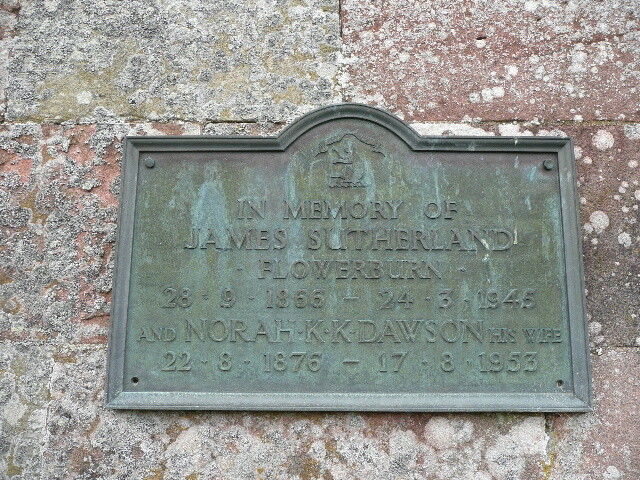 IN MEMORY OF
JAMES SUTHERLAND
· FLOWERBURN ·
28 · 9 · 1866 — 24 · 3 · 1945
AND NORAH·K·K·DAWSON HIS WIFE
22 · 8 · 1876 — 17 · 8 · 1953